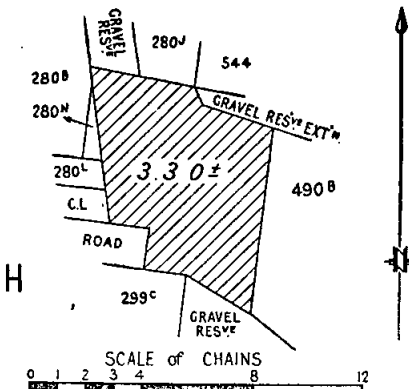 GRAVEL
RESVE
280J
544
280B
280N
GRAVEL RESVE EXTN
3.30±
280L
490B
C.L
ROAD
H
299C
GRAVEL
RESVE
SCALE of CHAINS
0 1 2 3 4 8 12